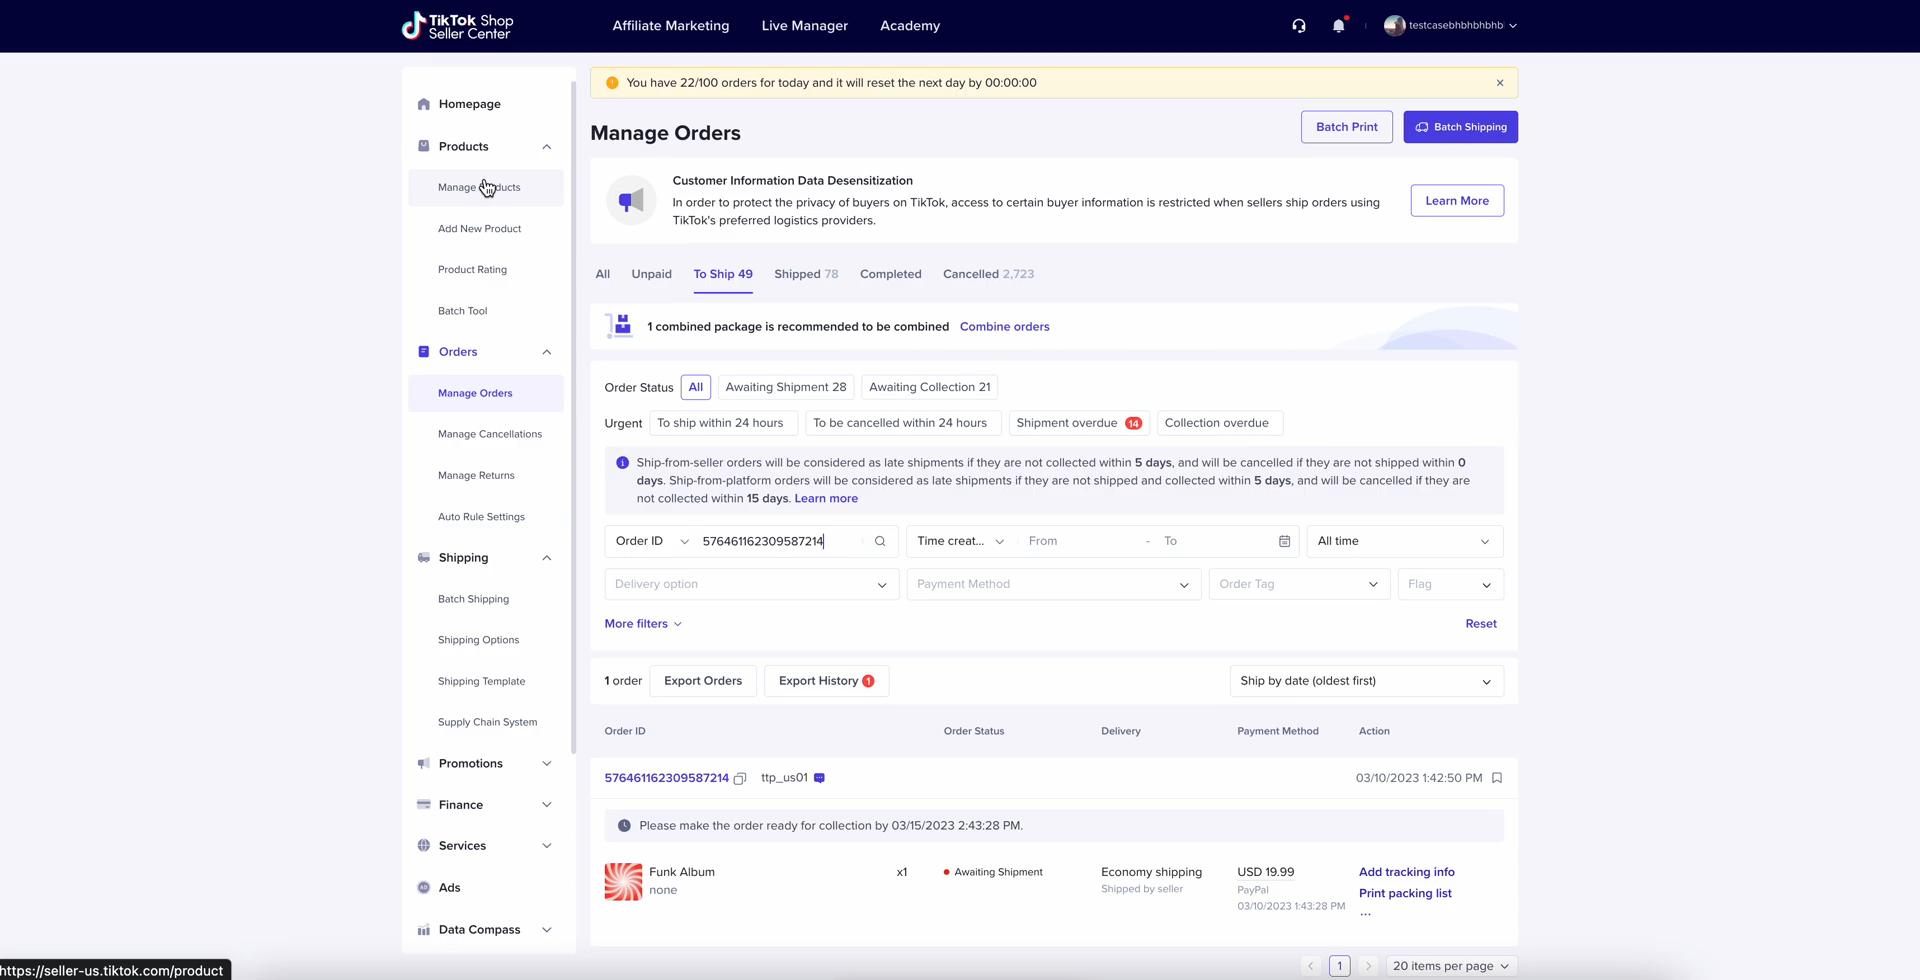 TikTok Shop
Seller Center
Affiliate Marketing
Live Manager
Academy
testcasebhbhbhbhb
Homepage
Products
Manage
ucts
Add New Product
Product Rating
Batch Tool
Orders
Manage Orders
Manage Cancellations
Manage Returns
Auto Rule Settings
Shipping
Batch Shipping
Shipping Options
Shipping Template
Supply Chain System
Promotions
Finance
Services
AD
Ads
Data Compass
https://seller-us.tiktok.com/product
You have 22/100 orders for today and it will reset the next day by 00:00:00
Manage Orders
Batch Print
Batch Shipping
Customer Information Data Desensitization
In order to protect the privacy of buyers on TikTok, access to certain buyer information is restricted when sellers ship orders using
TikTok's preferred logistics providers.
Learn More
All
Unpaid
To Ship 49
Shipped 78
Completed
Cancelled 2,723
1 combined package is recommended to be combined Combine orders
Order Status
All
Awaiting Shipment 28
Awaiting Collection 21
Urgent
To ship within 24 hours
To be cancelled within 24 hours
Shipment overdue 14
Collection overdue
Ship-from-seller orders will be considered as late shipments if they are not collected within 5 days, and will be cancelled if they are not shipped within 0
days. Ship-from-platform orders will be considered as late shipments if they are not shipped and collected within 5 days, and will be cancelled if they are
not collected within 15 days. Learn more
Order ID
576461162309587214
Time creat...
From
-
To
All time
Delivery option
Payment Method
Order Tag
Flag
More filters
Reset
1 order
Export Orders
Export History 1
Ship by date (oldest first)
Order ID
Order Status
Delivery
Payment Method
Action
576461162309587214
ttp_us01
03/10/2023 1:42:50 PM
Please make the order ready for collection by 03/15/2023 2:43:28 PM.
Funk Album
none
x1
Awaiting Shipment
Economy shipping
Shipped by seller
USD 19.99
PayPal
03/10/2023 1:43:28 PM
Add tracking info
Print packing list
...
1
20 items per page